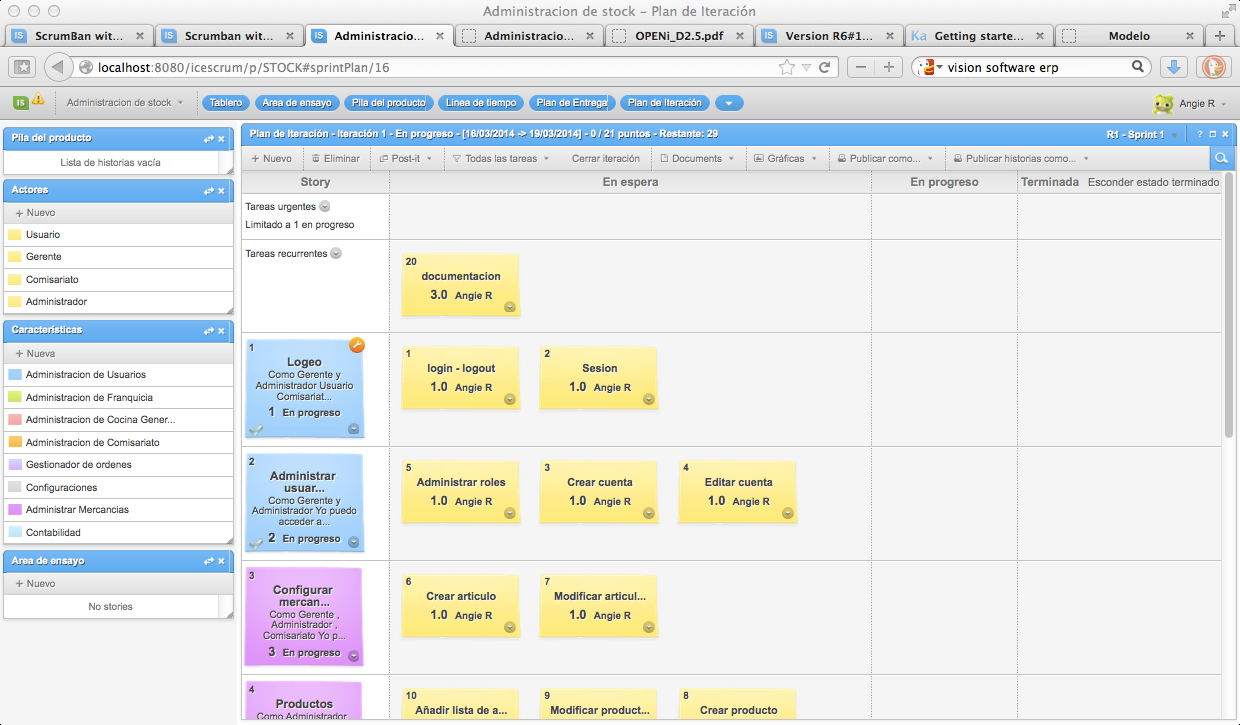 Administracion de stock – Plan de Iteración
IS ScrumBan wit... IS Scrumban wit... IS Administracio... Administracio... OPENi_D2.5.pdf IS Version R6#1... Ka Getting starte... Modelo
localhost:8080/icescrum/p/STOCK#sprintPlan/16 vision software erp
IS Administracion de stock Tablero Area de ensayo Pila del producto Linea de tiempo Plan de Entrega Plan de Iteración Angie R
Pila del producto
Lista de historias vacía
Actores
+ Nuevo
Usuario
Gerente
Comisariato
Administrador
Características
+ Nueva
Administracion de Usuarios
Administracion de Franquicia
Administracion de Cocina Gener...
Administracion de Comisariato
Gestionador de ordenes
Configuraciones
Administrar Mercancias
Contabilidad
Area de ensayo
+ Nuevo
No stories
Plan de Iteración - Iteración 1 - En progreso - [16/03/2014 -> 19/03/2014] - 0 / 21 puntos - Restante: 29 R1 - Sprint 1 ?
+ Nuevo Eliminar Post-it Todas las tareas Cerrar iteración Documents Gráficas Publicar como... Publicar historias como...
Story En espera En progreso Terminada Esconder estado terminado
Tareas urgentes
Limitado a 1 en progreso
Tareas recurrentes
20
documentacion
3.0 Angie R
1
Logeo
Como Gerente y
Administrador Usuario
Comisariat...
1 En progreso
1
login - logout
1.0 Angie R
2
Sesion
1.0 Angie R
2
Administrar
usuar...
Como Gerente y
Administrador Yo puedo
acceder a...
2 En progreso
5
Administrar roles
1.0 Angie R
3
Crear cuenta
1.0 Angie R
4
Editar cuenta
1.0 Angie R
3
Configurar
mercan...
Como Gerente ,
Administrador ,
Comisariato Yo p...
3 En progreso
6
Crear articulo
1.0 Angie R
7
Modificar articul...
1.0 Angie R
4
Productos
Como Administrador
10
Añadir lista de a...
9
Modificar product...
8
Crear producto